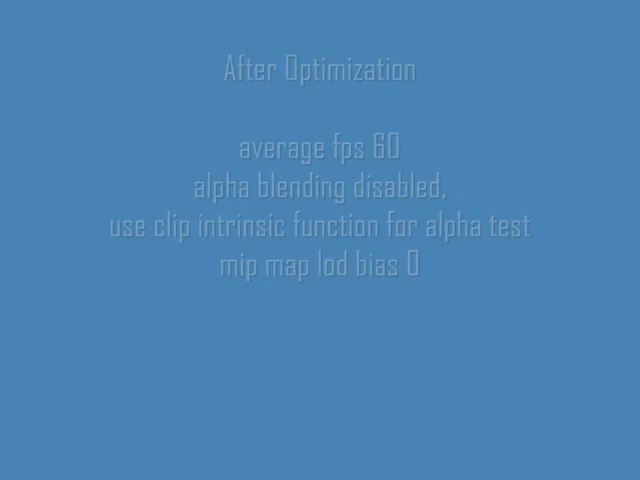 After Optimization
average fps 60
alpha blending disabled,
use clip intrinsic function for alpha test
mip map lod bias 0